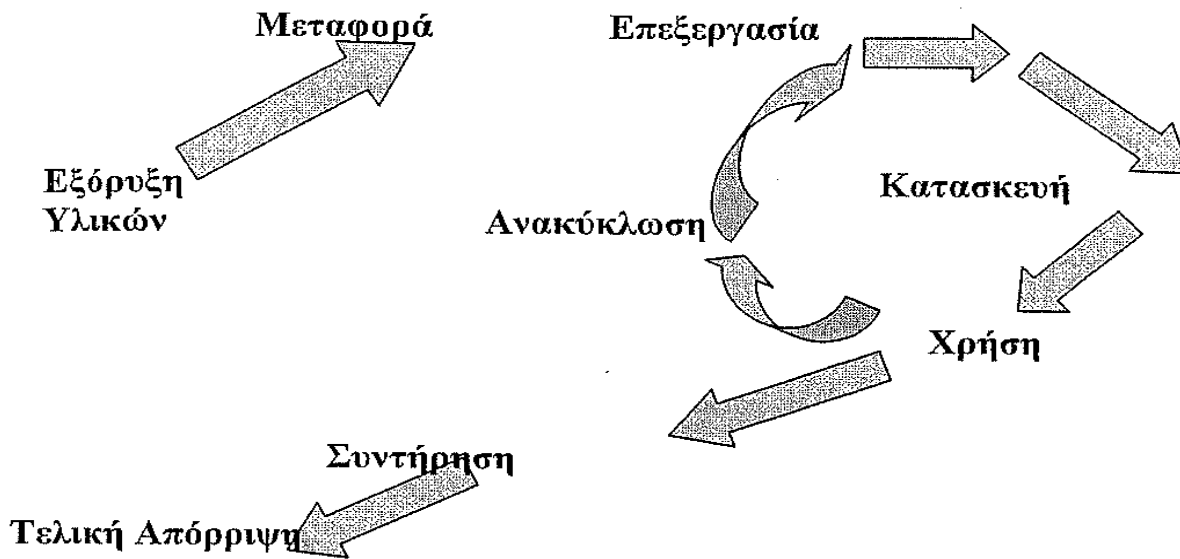 Μεταφορά
Επεξεργασία
Εξόρυξη
Υλικών
Κατασκευή
Ανακύκλωση
Χρήση
Συντήρηση
Τελική Απόρριψη